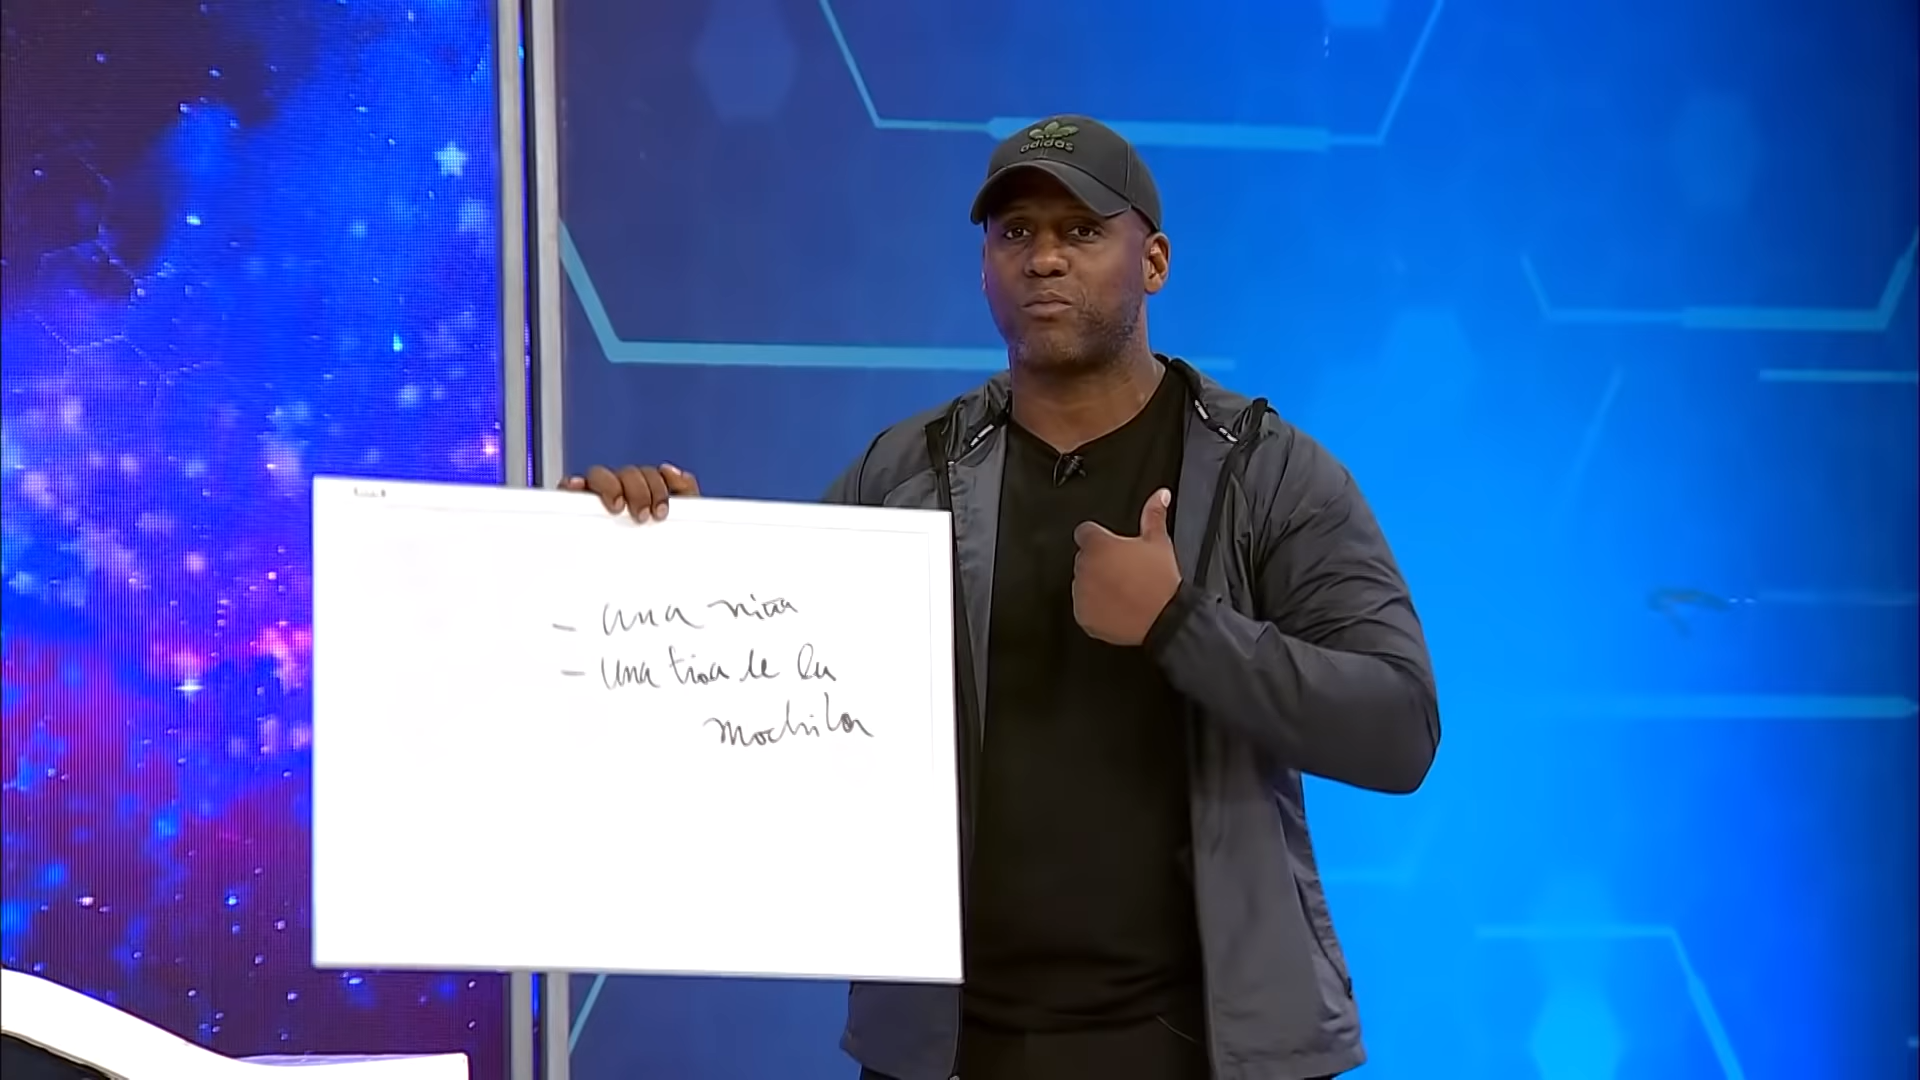 adidas
- una niña
- Una tira de la
mochila